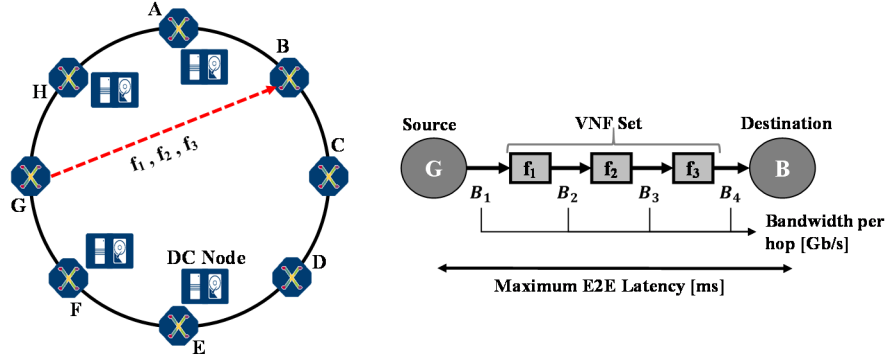 A
B
H
C
f1 , f2 , f3
G
DC Node
D
F
E
Source
VNF Set
Destination
G
f1
f2
f3
B
B1
B2
B3
B4
Bandwidth per
hop [Gb/s]
Maximum E2E Latency [ms]